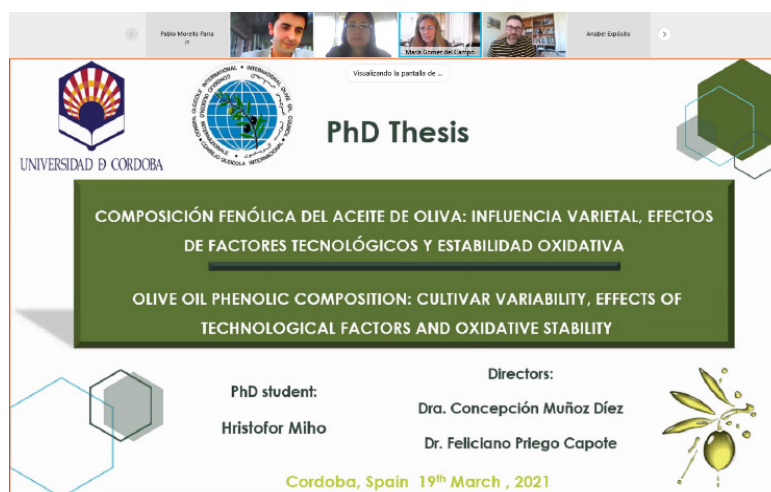 Pablo Morello Parra
María Gómez del Campo
Anabel Expósito
Visualizando la pantalla de ...
UNIVERSIDAD Ð CORDOBA
PhD Thesis
COMPOSICIÓN FENÓLICA DEL ACEITE DE OLIVA: INFLUENCIA VARIETAL, EFECTOS
DE FACTORES TECNOLÓGICOS Y ESTABILIDAD OXIDATIVA
OLIVE OIL PHENOLIC COMPOSITION: CULTIVAR VARIABILITY, EFFECTS OF
TECHNOLOGICAL FACTORS AND OXIDATIVE STABILITY
PhD student:
Hristofor Miho
Directors:
Dra. Concepción Muñoz Díez
Dr. Feliciano Priego Capote
Cordoba, Spain 19th March , 2021